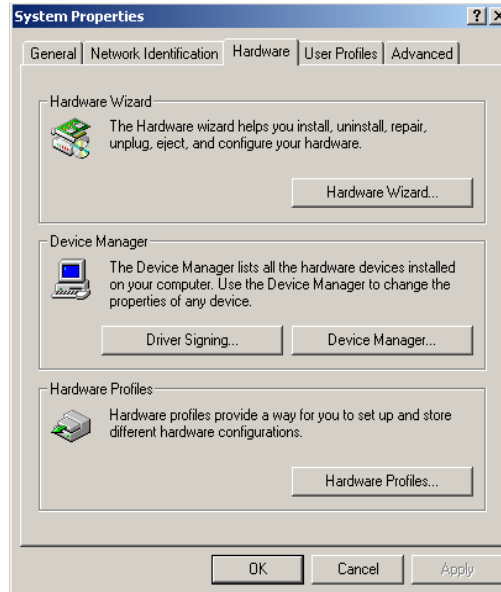 System Properties
General
Network Identification
Hardware
User Profiles
Advanced
Hardware Wizard
The Hardware wizard helps you install, uninstall, repair,
unplug, eject, and configure your hardware.
Hardware Wizard...
Device Manager
The Device Manager lists all the hardware devices installed
on your computer. Use the Device Manager to change the
properties of any device.
Driver Signing...
Device Manager...
Hardware Profiles
Hardware profiles provide a way for you to set up and store
different hardware configurations.
Hardware Profiles...
OK
Cancel
Apply